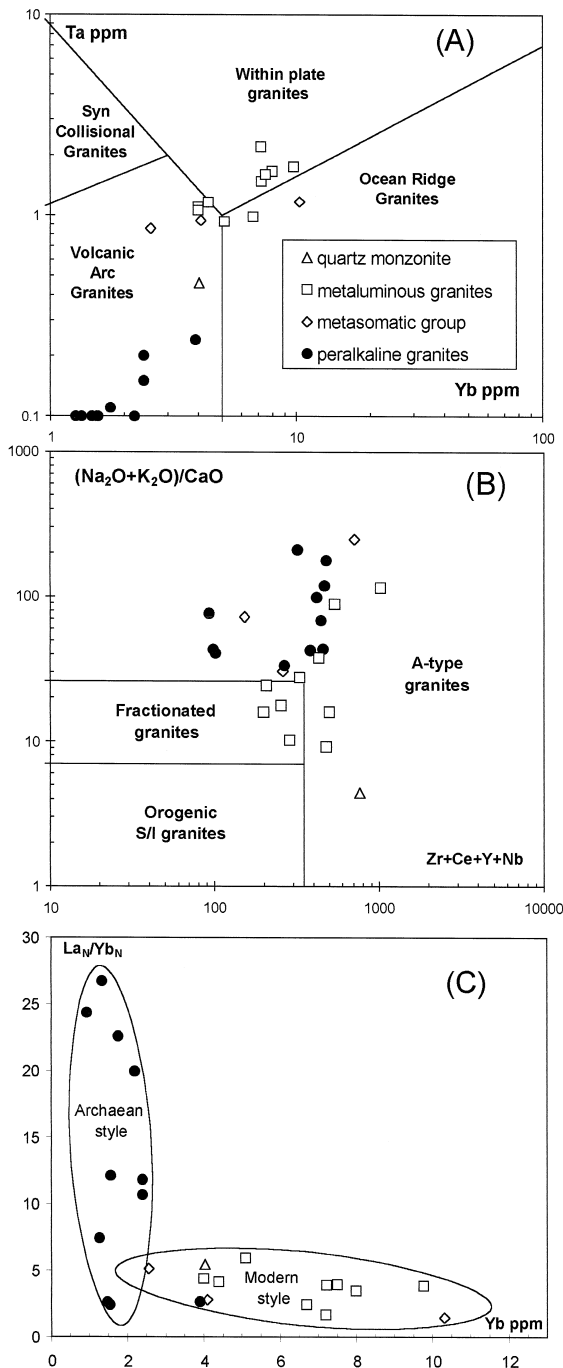 10
Ta ppm
(A)
Within plate
granites
Syn
Collisional
Granites
Ocean Ridge
Granites
1
Volcanic
Arc
Granites
quartz monzonite
metaluminous granites
metasomatic group
peralkaline granites
Yb ppm
0.1
1
10
100
1000
(Na₂O+K₂O)/CaO
(B)
100
A-type
granites
Fractionated
granites
10
Orogenic
S/I granites
Zr+Ce+Y+Nb
1
10
100
1000
10000
30
LaN/YbN
(C)
25
20
Archaean
style
15
10
5
Modern
style
0
0
2
4
6
8
10
Yb ppm
12